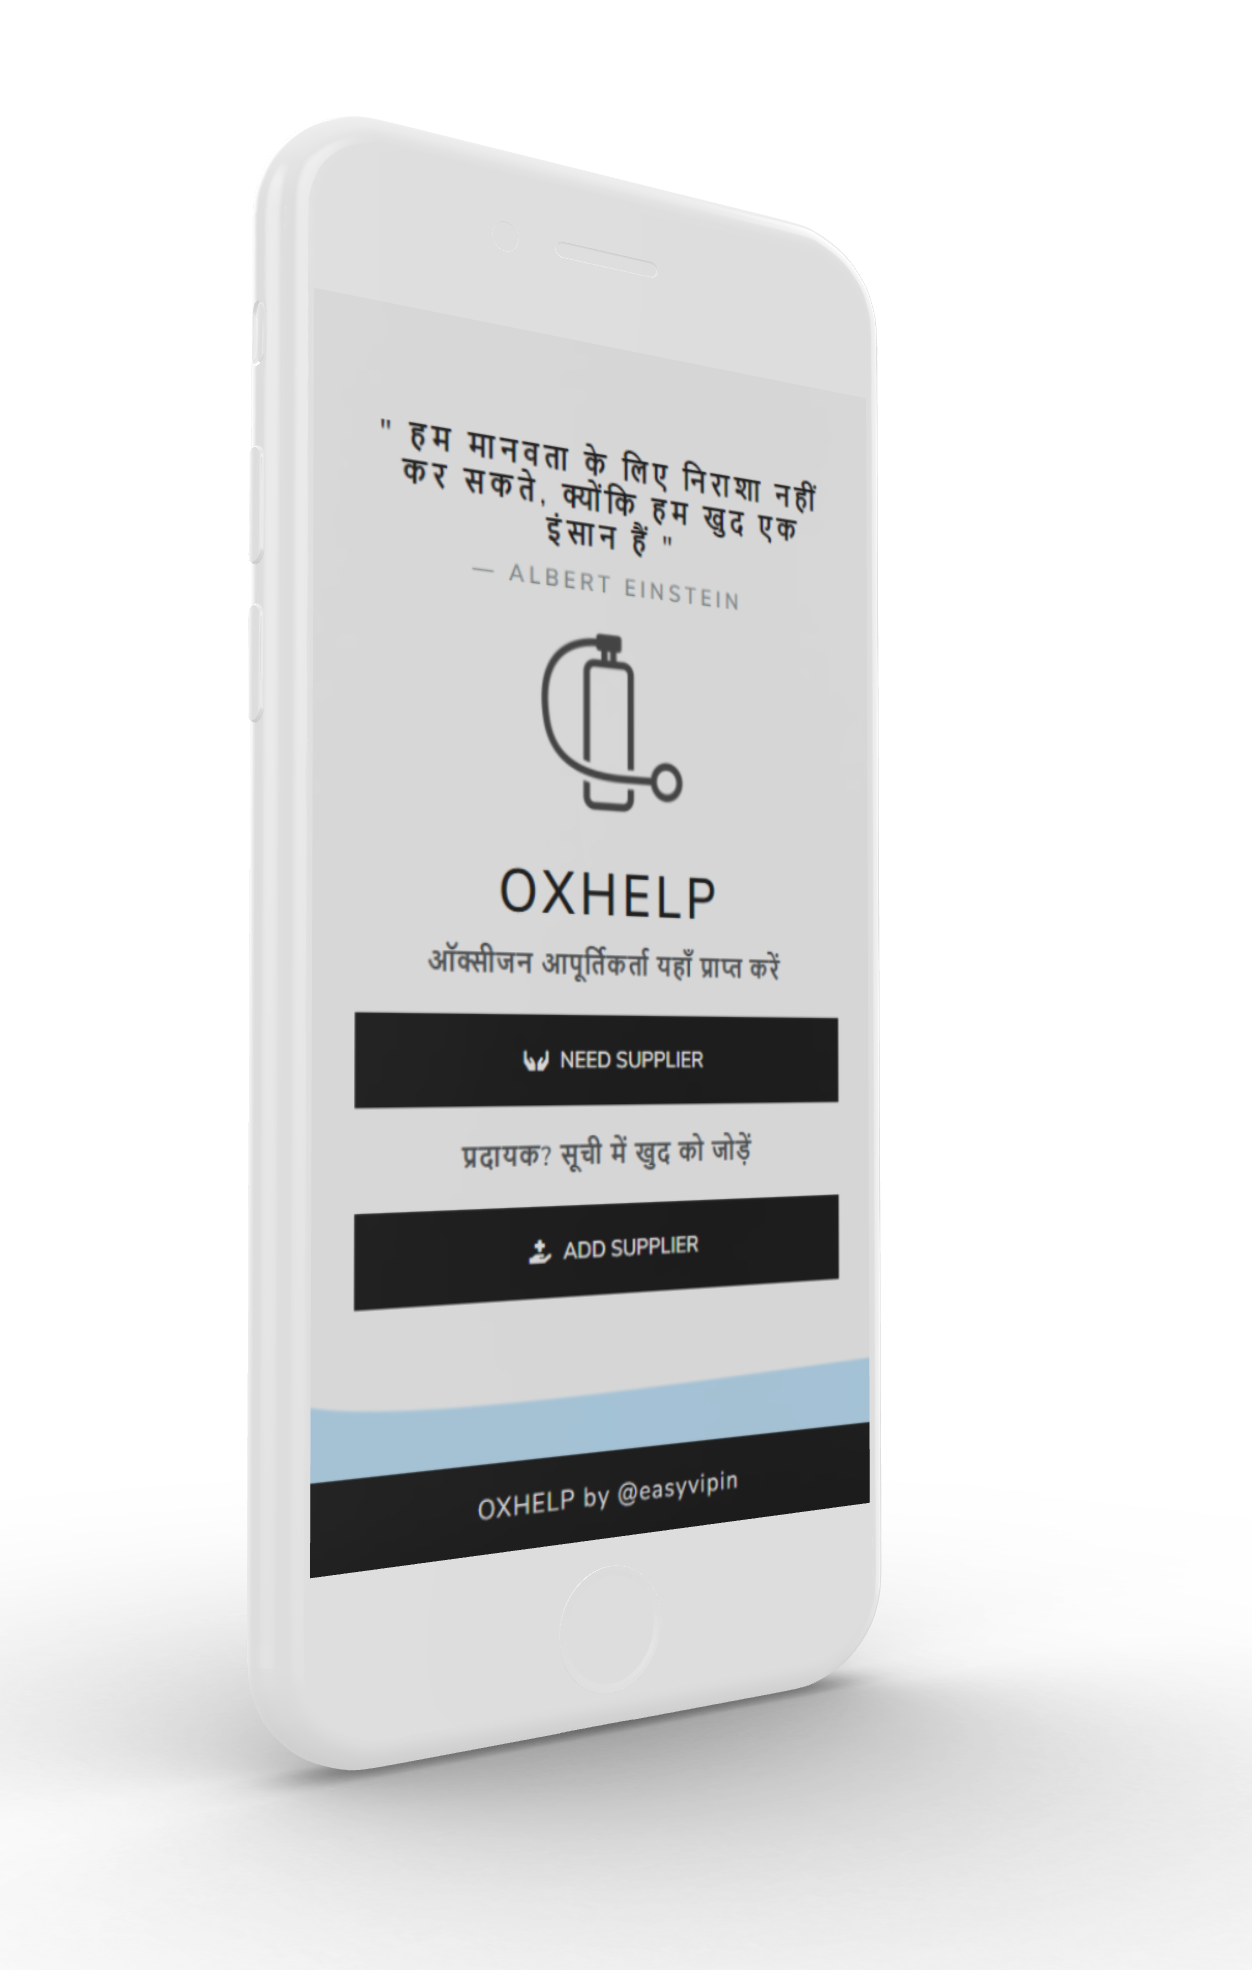 " हम मानवता के लिए निराशा नहीं
कर सकते, क्योंकि हम खुद एक
इंसान हैं "
— ALBERT EINSTEIN
OXHELP
ऑक्सीजन आपूर्तिकर्ता यहाँ प्राप्त करें
NEED SUPPLIER
प्रदायक? सूची में खुद को जोड़ें
ADD SUPPLIER
OXHELP by @easyvipin